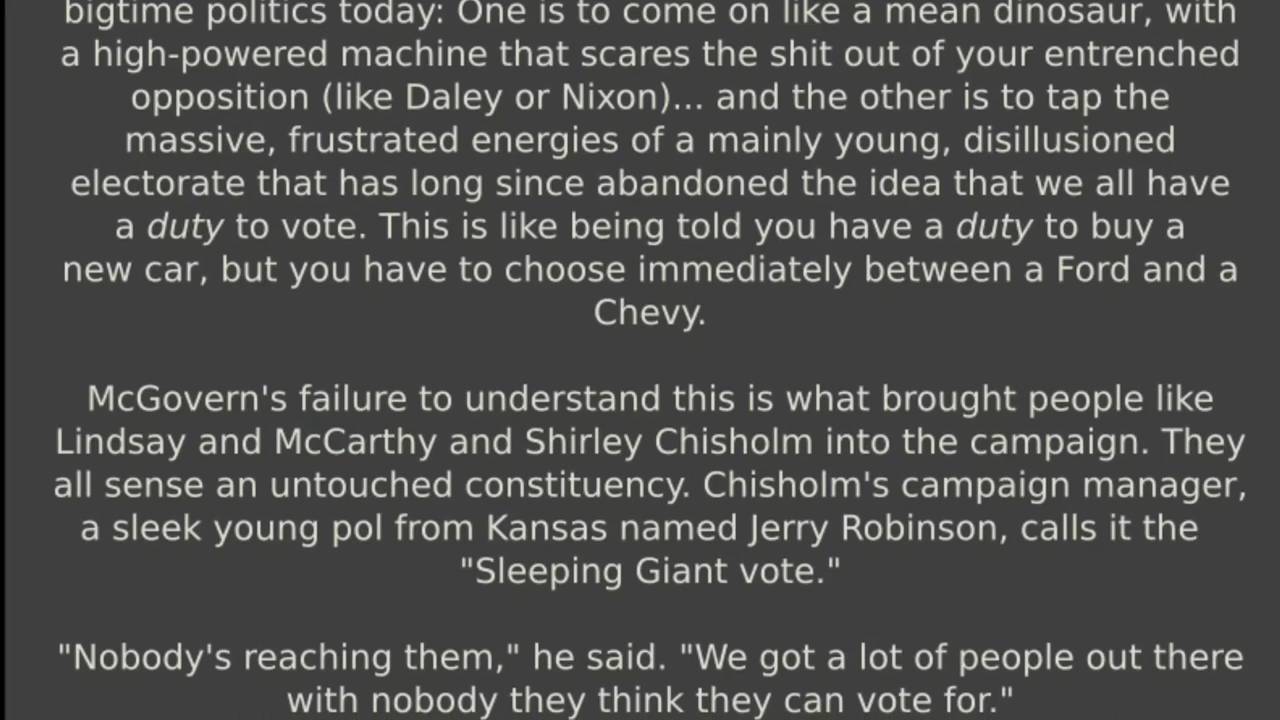 bigtime politics today: One is to come on like a mean dinosaur, with
a high-powered machine that scares the shit out of your entrenched
opposition (like Daley or Nixon)... and the other is to tap the
massive, frustrated energies of a mainly young, disillusioned
electorate that has long since abandoned the idea that we all have
a duty to vote. This is like being told you have a duty to buy a
new car, but you have to choose immediately between a Ford and a
Chevy.
McGovern's failure to understand this is what brought people like
Lindsay and McCarthy and Shirley Chisholm into the campaign. They
all sense an untouched constituency. Chisholm's campaign manager,
a sleek young pol from Kansas named Jerry Robinson, calls it the
"Sleeping Giant vote."
"Nobody's reaching them," he said. "We got a lot of people out there
with nobody they think they can vote for."